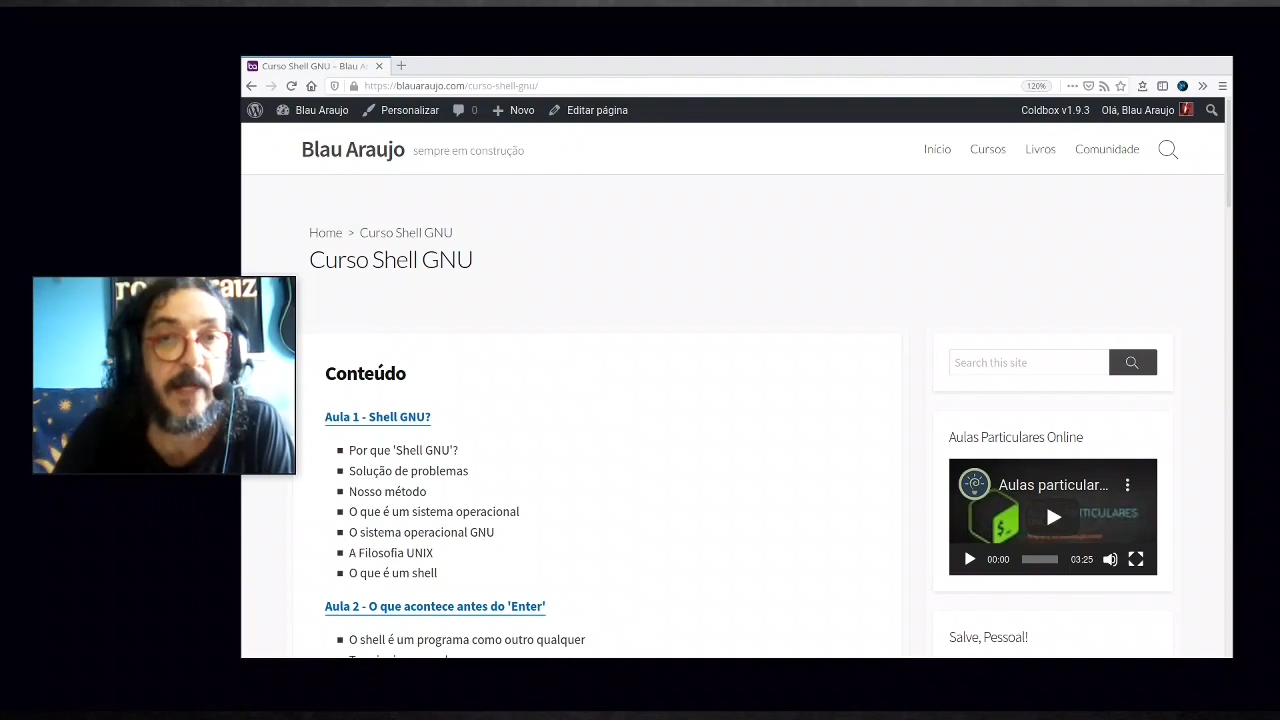 Curso Shell GNU – Blau A
https://blauaraujo.com/curso-shell-gnu/
120%
Blau Araujo
Personalizar
0
Novo
Editar página
Coldbox v1.9.3
Olá, Blau Araujo
Blau Araujo
sempre em construção
Início
Cursos
Livros
Comunidade
Home > Curso Shell GNU
Curso Shell GNU
Conteúdo
Aula 1 - Shell GNU?
Por que 'Shell GNU'?
Solução de problemas
Nosso método
O que é um sistema operacional
O sistema operacional GNU
A Filosofia UNIX
O que é um shell
Aula 2 - O que acontece antes do 'Enter'
O shell é um programa como outro qualquer
Search this site
Aulas Particulares Online
Aulas particular...
00:00
03:25
Salve, Pessoal!